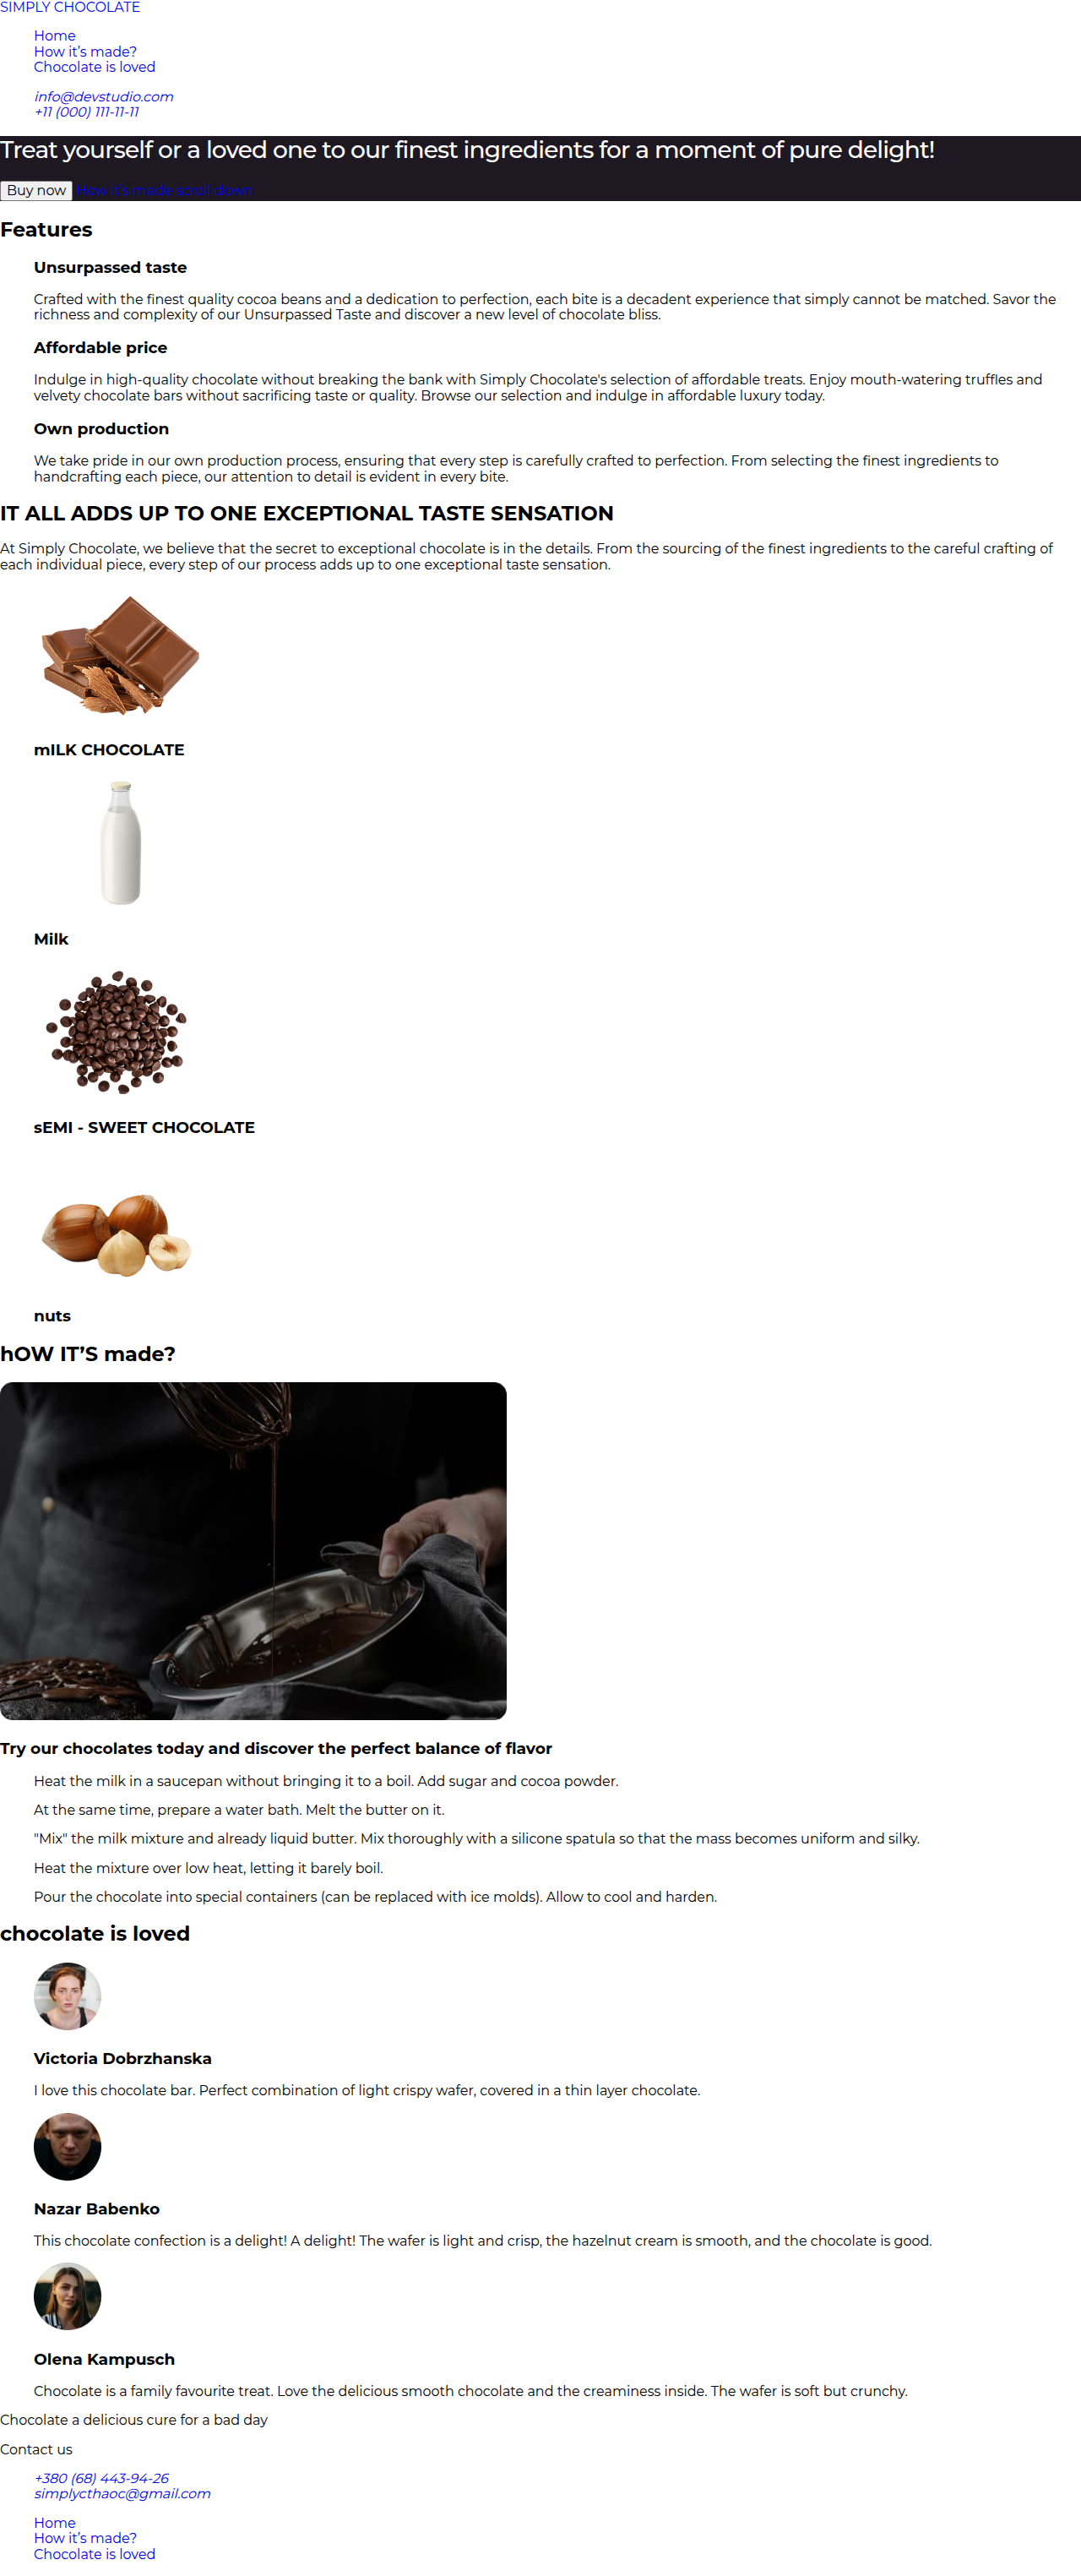 SIMPLY CHOCOLATE
Home
How it’s made?
Chocolate is loved
info@devstudio.com
+11 (000) 111-11-11
Treat yourself or a loved one to our finest ingredients for a moment of pure delight!
Buy now How it’s made scroll down
Features
Unsurpassed taste
Crafted with the finest quality cocoa beans and a dedication to perfection, each bite is a decadent experience that simply cannot be matched. Savor the
richness and complexity of our Unsurpassed Taste and discover a new level of chocolate bliss.
Affordable price
Indulge in high-quality chocolate without breaking the bank with Simply Chocolate's selection of affordable treats. Enjoy mouth-watering truffles and
velvety chocolate bars without sacrificing taste or quality. Browse our selection and indulge in affordable luxury today.
Own production
We take pride in our own production process, ensuring that every step is carefully crafted to perfection. From selecting the finest ingredients to
handcrafting each piece, our attention to detail is evident in every bite.
IT ALL ADDS UP TO ONE EXCEPTIONAL TASTE SENSATION
At Simply Chocolate, we believe that the secret to exceptional chocolate is in the details. From the sourcing of the finest ingredients to the careful crafting of
each individual piece, every step of our process adds up to one exceptional taste sensation.
mILK CHOCOLATE
Milk
sEMI - SWEET CHOCOLATE
nuts
hOW IT’S made?
Try our chocolates today and discover the perfect balance of flavor
Heat the milk in a saucepan without bringing it to a boil. Add sugar and cocoa powder.
At the same time, prepare a water bath. Melt the butter on it.
"Mix" the milk mixture and already liquid butter. Mix thoroughly with a silicone spatula so that the mass becomes uniform and silky.
Heat the mixture over low heat, letting it barely boil.
Pour the chocolate into special containers (can be replaced with ice molds). Allow to cool and harden.
chocolate is loved
Victoria Dobrzhanska
I love this chocolate bar. Perfect combination of light crispy wafer, covered in a thin layer chocolate.
Nazar Babenko
This chocolate confection is a delight! A delight! The wafer is light and crisp, the hazelnut cream is smooth, and the chocolate is good.
Olena Kampusch
Chocolate is a family favourite treat. Love the delicious smooth chocolate and the creaminess inside. The wafer is soft but crunchy.
Chocolate a delicious cure for a bad day
Contact us
+380 (68) 443-94-26
simplycthaoc@gmail.com
Home
How it’s made?
Chocolate is loved